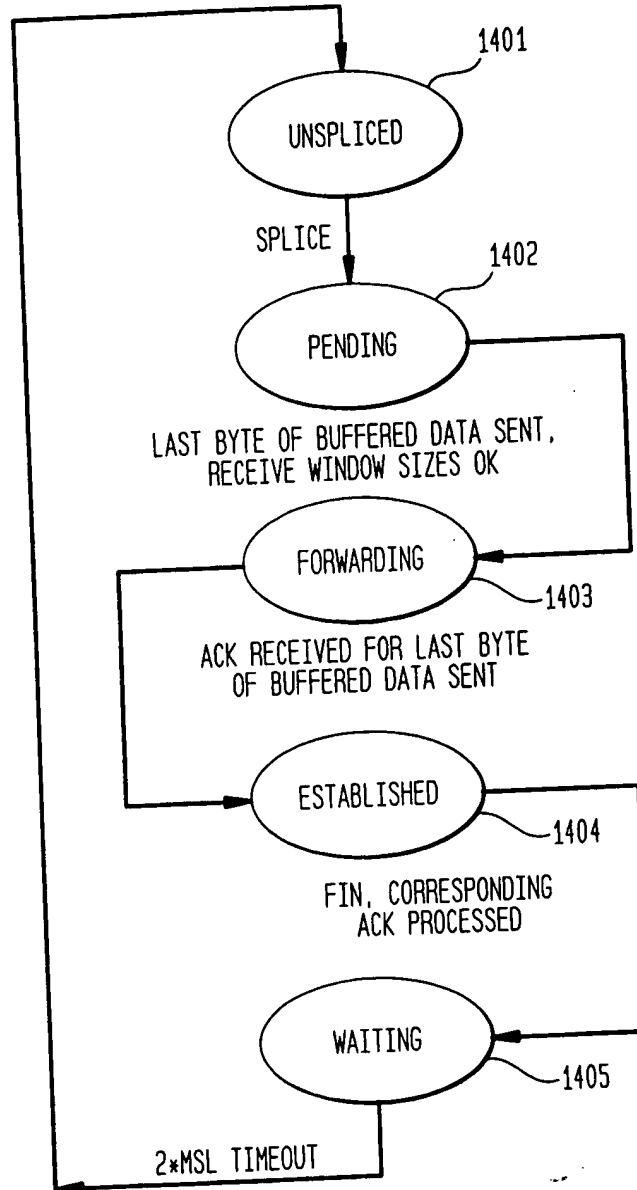 1401
UNSPLICED
SPLICE
1402
PENDING
LAST BYTE OF BUFFERED DATA SENT,
RECEIVE WINDOW SIZES OK
FORWARDING
1403
ACK RECEIVED FOR LAST BYTE
OF BUFFERED DATA SENT
ESTABLISHED
1404
FIN, CORRESPONDING
ACK PROCESSED
WAITING
1405
2*MSL TIMEOUT